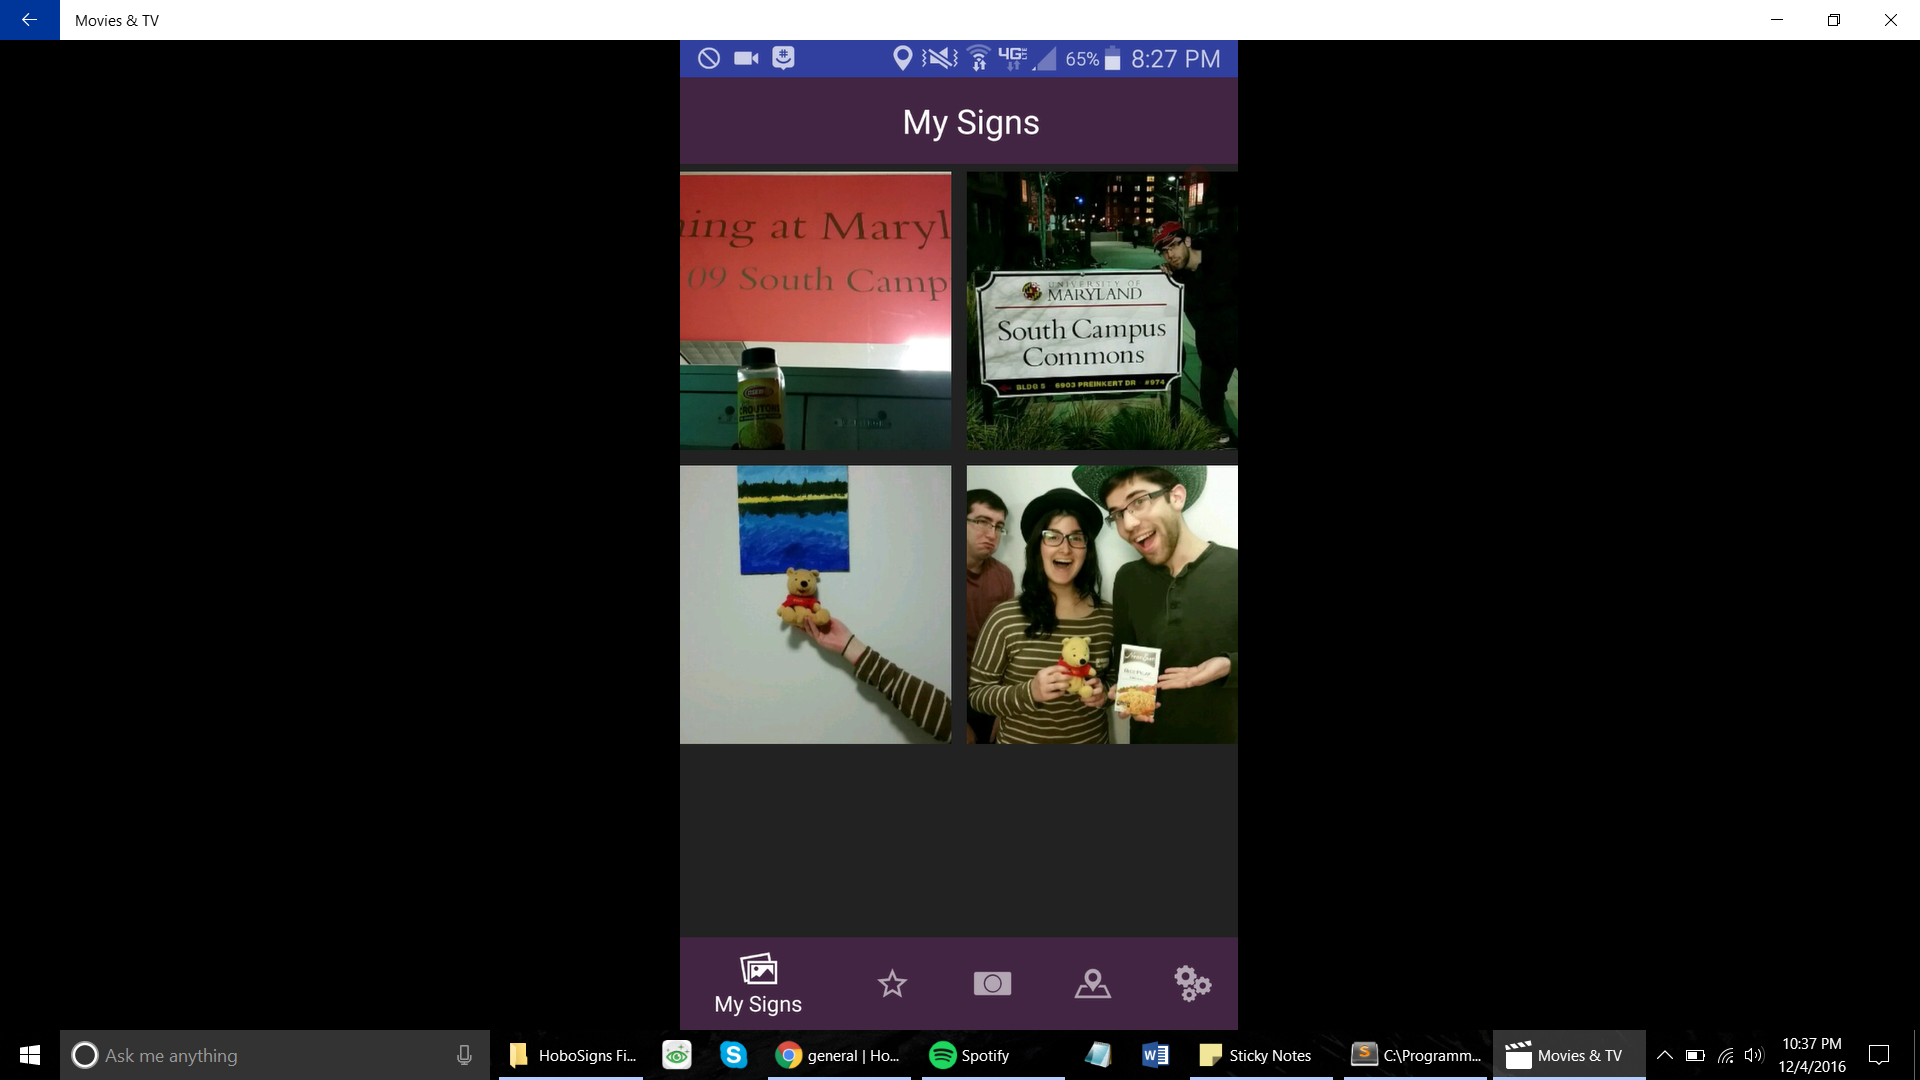 Movies & TV
65% 8:27 PM
My Signs
ning at Maryl
09 South Camp
CROUTONS
UNIVERSITY OF
MARYLAND
South Campus
Commons
BLDG 5 6903 PREINKERT DR #974
My Signs
Ask me anything
HoboSigns Fi...
general | Ho...
Spotify
Sticky Notes
C:\Programm...
Movies & TV
10:37 PM
12/4/2016